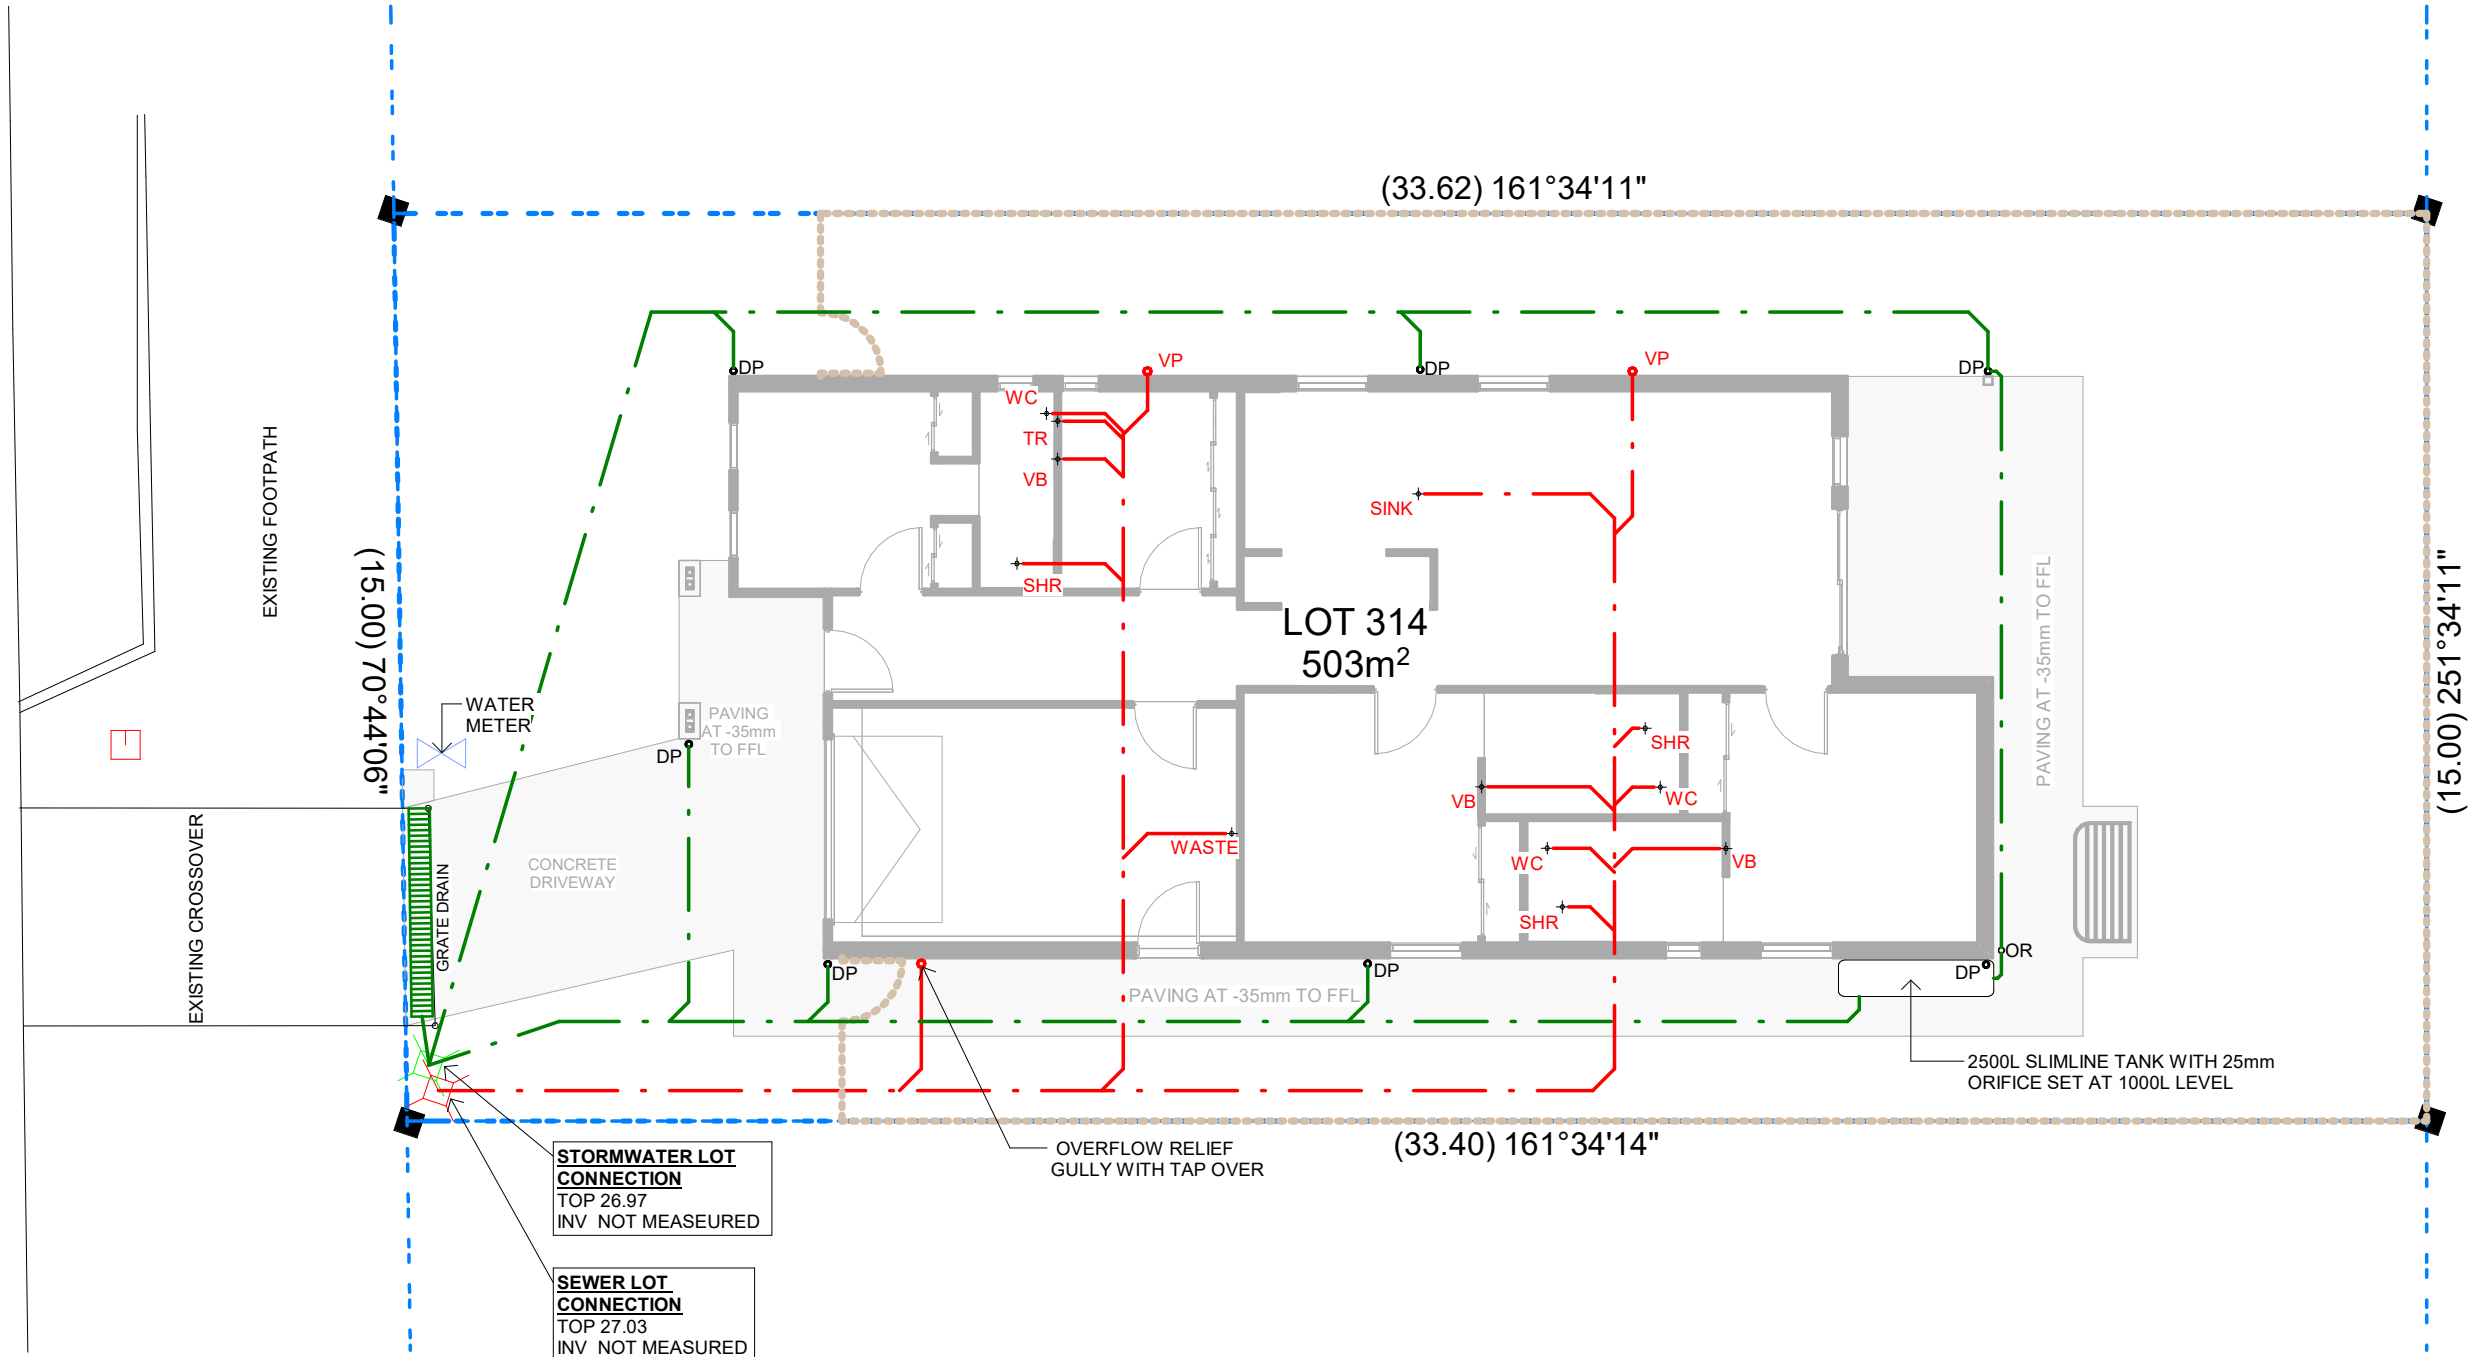 (33.62) 161°34'11"
VP
VP
DP
DP
DP
WC
TR
VB
SINK
SHR
EXISTING FOOTPATH
(15.00) 70°44'06"
LOT 314
503m²
PAVING AT -35mm TO FFL
(15.00) 251°34'11"
WATER
METER
PAVING
AT -35mm
TO FFL
DP
SHR
VB
WC
WASTE
WC
VB
SHR
CONCRETE
DRIVEWAY
GRATE DRAIN
EXISTING CROSSOVER
DP
DP
DP
OR
PAVING AT -35mm TO FFL
2500L SLIMLINE TANK WITH 25mm
ORIFICE SET AT 1000L LEVEL
OVERFLOW RELIEF
GULLY WITH TAP OVER
(33.40) 161°34'14"
STORMWATER LOT
CONNECTION
TOP 26.97
INV NOT MEASEURED
SEWER LOT
CONNECTION
TOP 27.03
INV NOT MEASURED